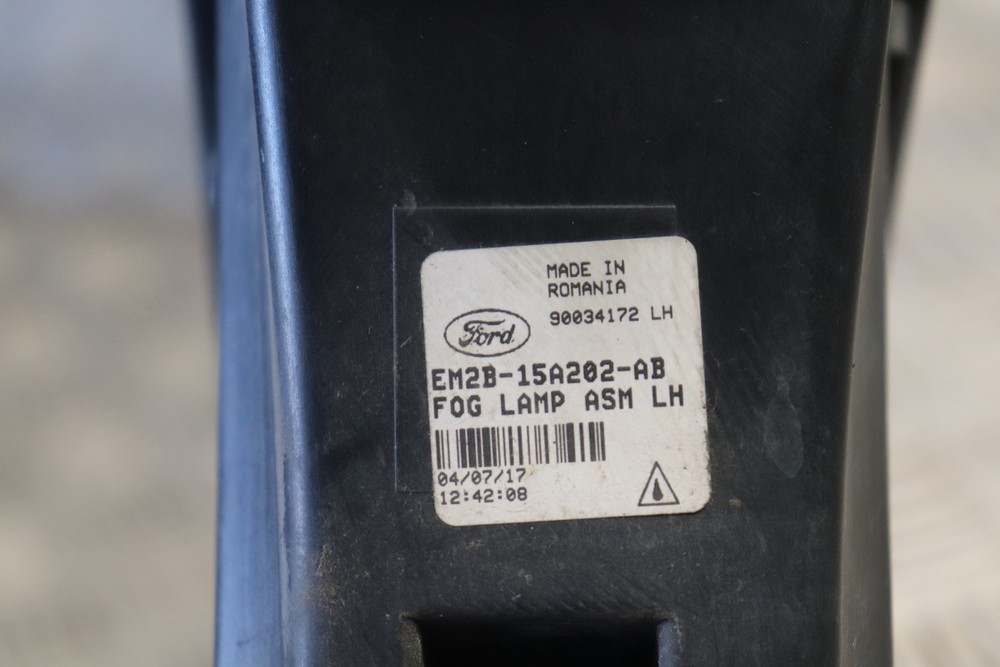 MADE IN
ROMANIA
90034172 LH
Ford
EM2B-15A202-AB
FOG LAMP ASM LH
04/07/17
12:42:08